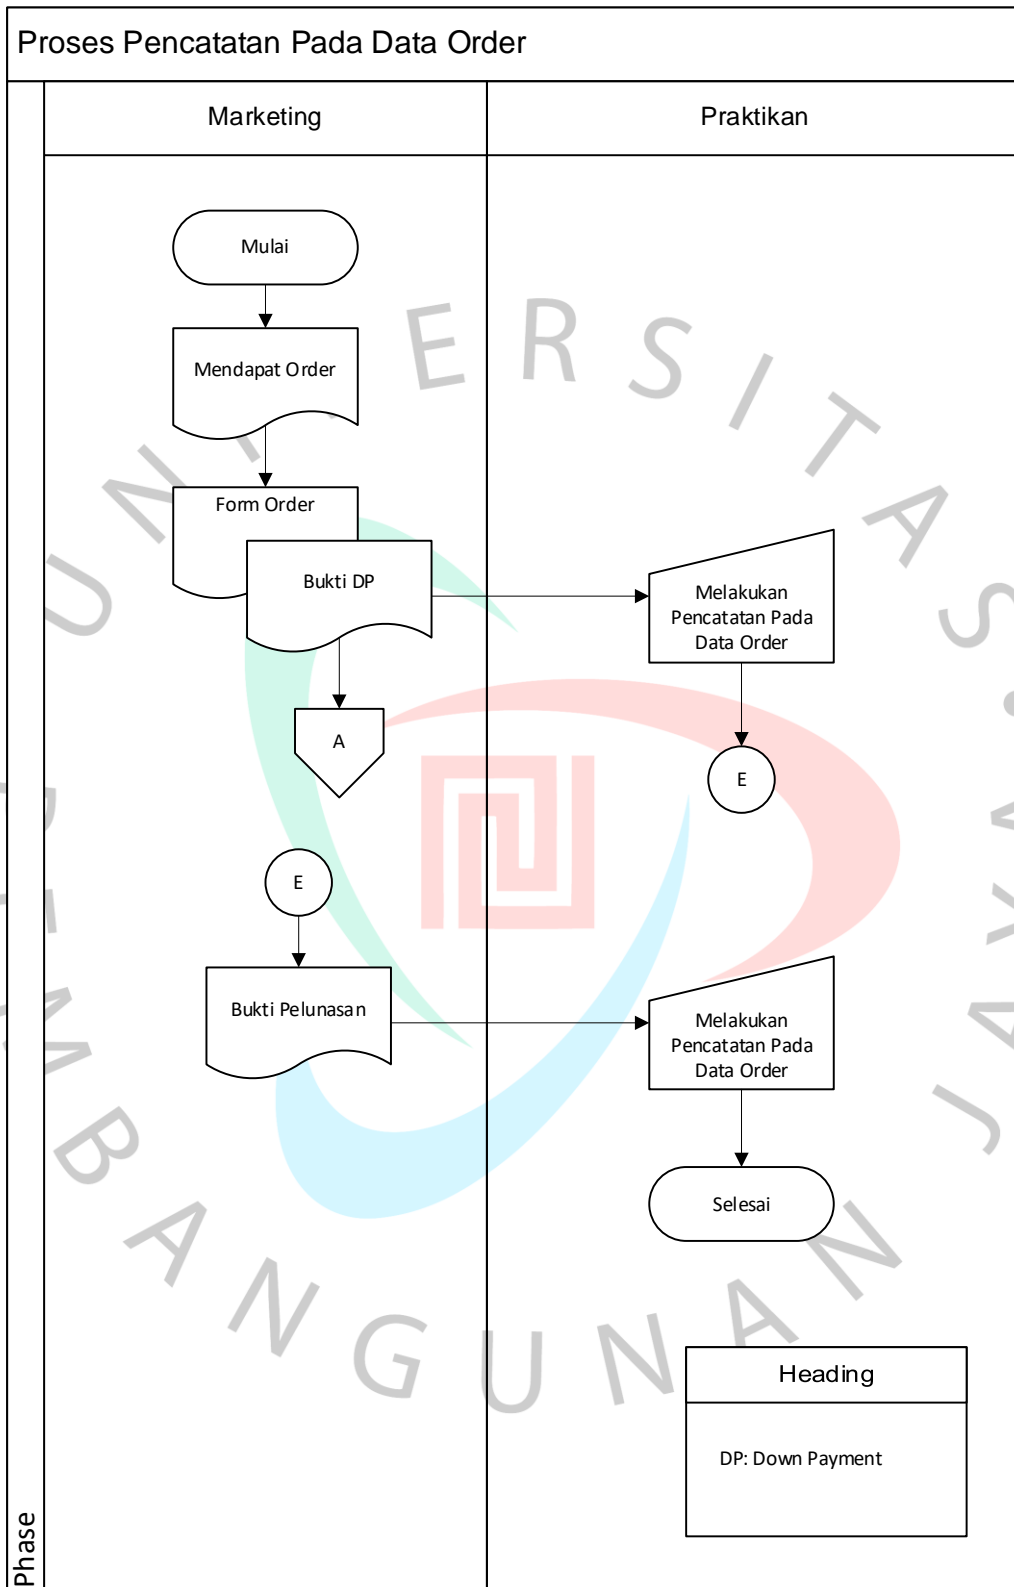 Proses Pencatatan Pada Data Order
Marketing
Praktikan
Mulai
Mendapat Order
Form Order
Bukti DP
Melakukan
Pencatatan Pada
Data Order
A
E
E
Bukti Pelunasan
Melakukan
Pencatatan Pada
Data Order
Selesai
Heading
DP: Down Payment
Phase
UNIVERSITAS
PEMBANGUNAN JAYA